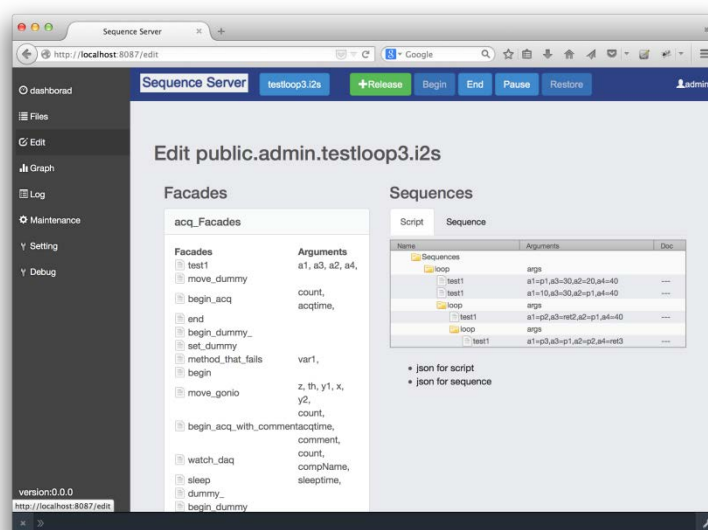 Sequence Server
http://localhost:8087/edit
Google
Sequence Server
testloop3.i2s
+Release
Begin
End
Pause
Restore
admin
dashborad
Files
Edit
Graph
Log
Maintenance
Setting
Debug
version:0.0.0
http://localhost:8087/edit
Edit public.admin.testloop3.i2s
Facades
acq_Facades
Facades Arguments
test1 a1, a3, a2, a4,
move_dummy
begin_acq count, acqtime,
end
begin_dummy_
set_dummy
method_that_fails var1,
begin
move_gonio z, th, y1, x, y2,
count,
begin_acq_with_comment acqtime,
comment,
watch_daq count, compName,
sleep sleeptime,
dummy_
begin_dummy
Sequences
Script Sequence
Name Arguments Doc
Sequences
loop args
test1 a1=p1,a3=30,a2=20,a4=40 ---
test1 a1=10,a3=30,a2=p1,a4=40 ---
loop args
test1 a1=p2,a3=ret2,a2=p1,a4=40 ---
loop args
test1 a1=p3,a3=p1,a2=p2,a4=ret3 ---
json for script
json for sequence